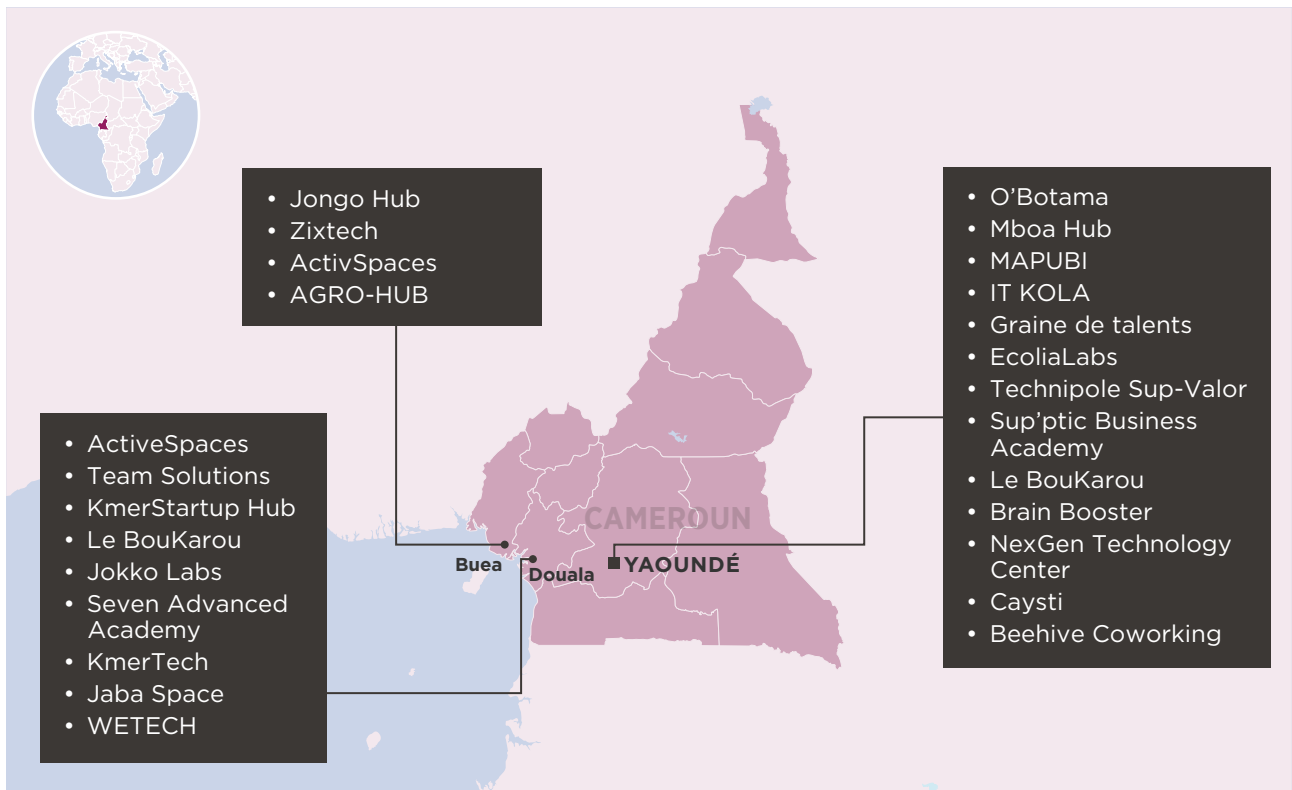 • Jongo Hub
• Zixtech
• ActivSpaces
• AGRO-HUB
• ActiveSpaces
• Team Solutions
• KmerStartup Hub
• Le BouKarou
• Jokko Labs
• Seven Advanced
Academy
• KmerTech
• Jaba Space
• WETECH
• O'Botama
• Mboa Hub
• MAPUBI
• IT KOLA
• Graine de talents
• EcoliaLabs
• Technipole Sup-Valor
• Sup'ptic Business
Academy
• Le BouKarou
• Brain Booster
• NexGen Technology
Center
• Caysti
• Beehive Coworking
CAMEROUN
Buea
Douala
YAOUNDÉ